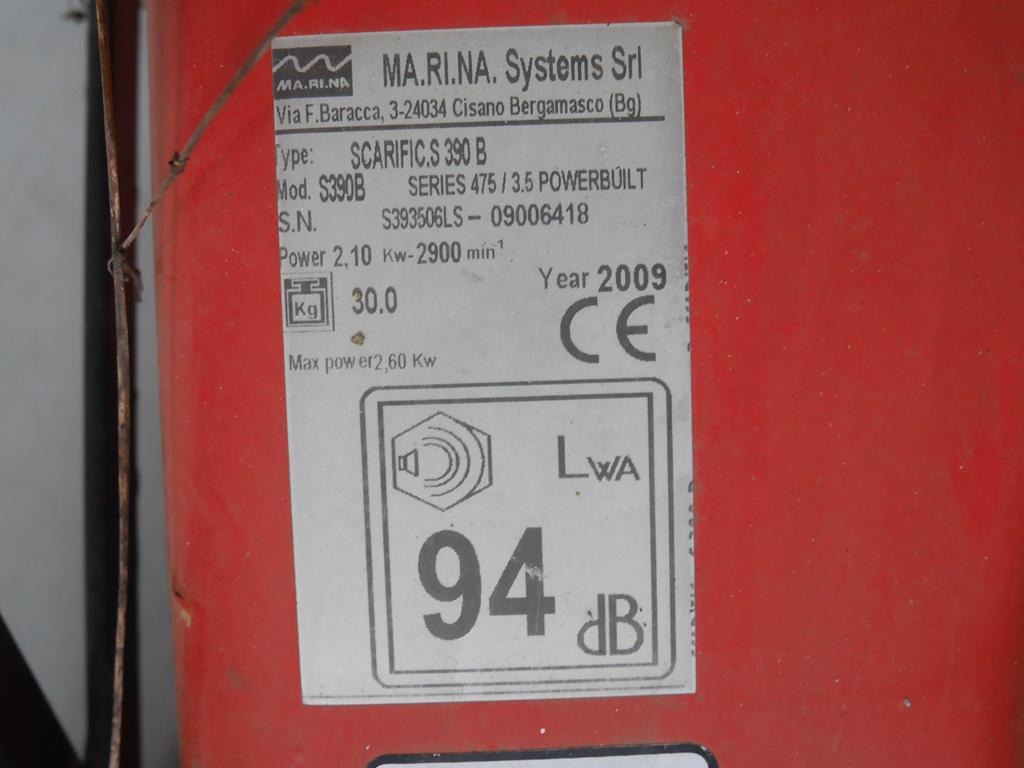 MA.RI.NA
MA.RI.NA. Systems Srl
Via F.Baracca, 3-24034 Cisano Bergamasco (Bg)
Type: SCARIFIC.S 390 B
Mod. S390B SERIES 475 / 3.5 POWERBÚILT
S.N. S393506LS - 09006418
Power 2,10 Kw-2900 min-1
Year 2009
Kg 30.0
CE
Max power2,60 Kw
LWA
94 dB